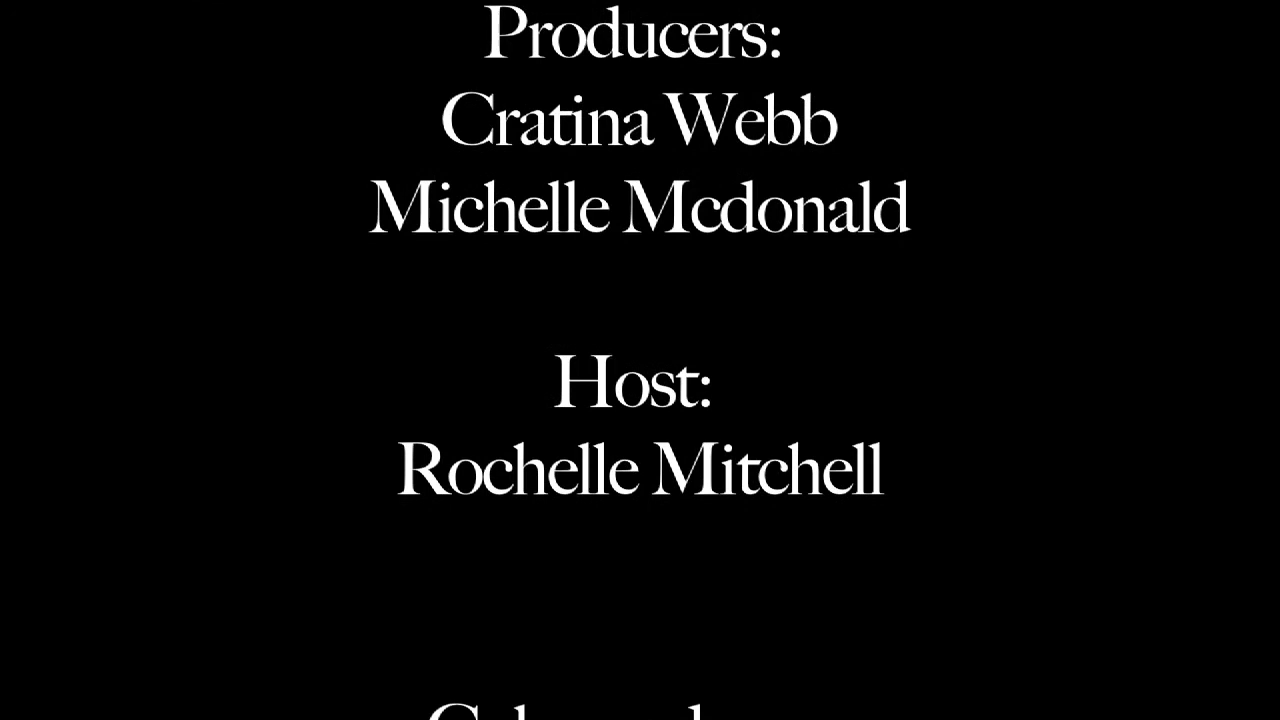 Producers:
Cratina Webb
Michelle Mcdonald
Host:
Rochelle Mitchell